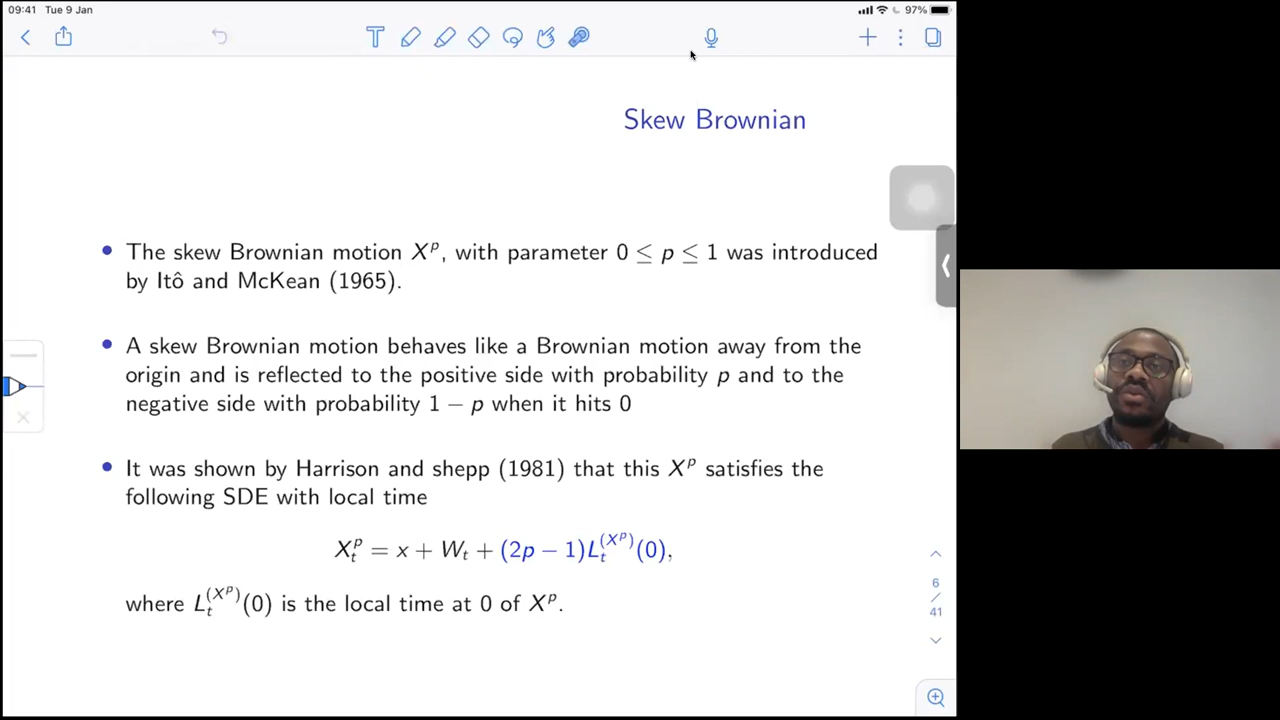 09:41 Tue 9 Jan
97%
T
Skew Brownian
• The skew Brownian motion Xᵖ, with parameter 0 ≤ p ≤ 1 was introduced
by Itô and McKean (1965).
• A skew Brownian motion behaves like a Brownian motion away from the
origin and is reflected to the positive side with probability p and to the
negative side with probability 1 − p when it hits 0
• It was shown by Harrison and shepp (1981) that this Xᵖ satisfies the
following SDE with local time
X_t^p = x + W_t + (2p − 1)L_t^{(X^p)}(0),
where L_t^{(X^p)}(0) is the local time at 0 of Xᵖ.
6
/
41